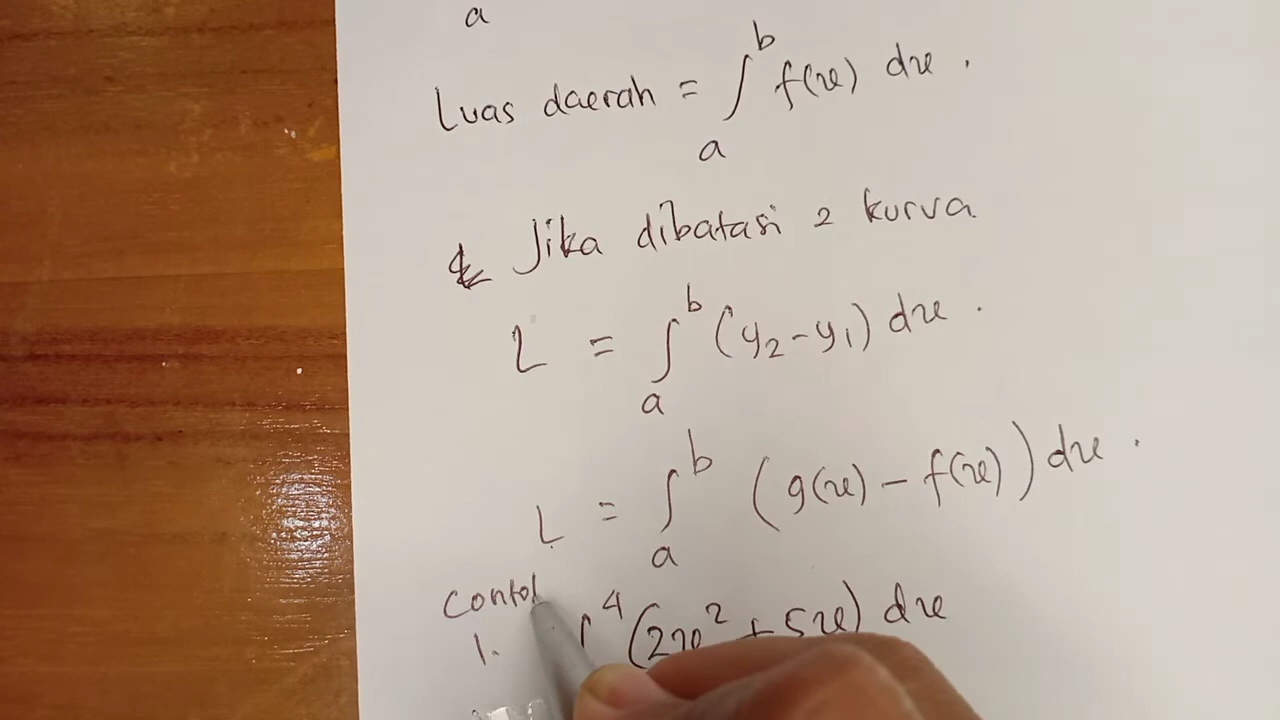 a
Luas daerah = ∫ₐᵇ f(x) dx .
Jika dibatasi 2 kurva
L = ∫ₐᵇ (y₂ - y₁) dx .
L = ∫ₐᵇ (g(x) - f(x)) dx .
Contoh
1. ∫⁴ (2x² + 5x) dx